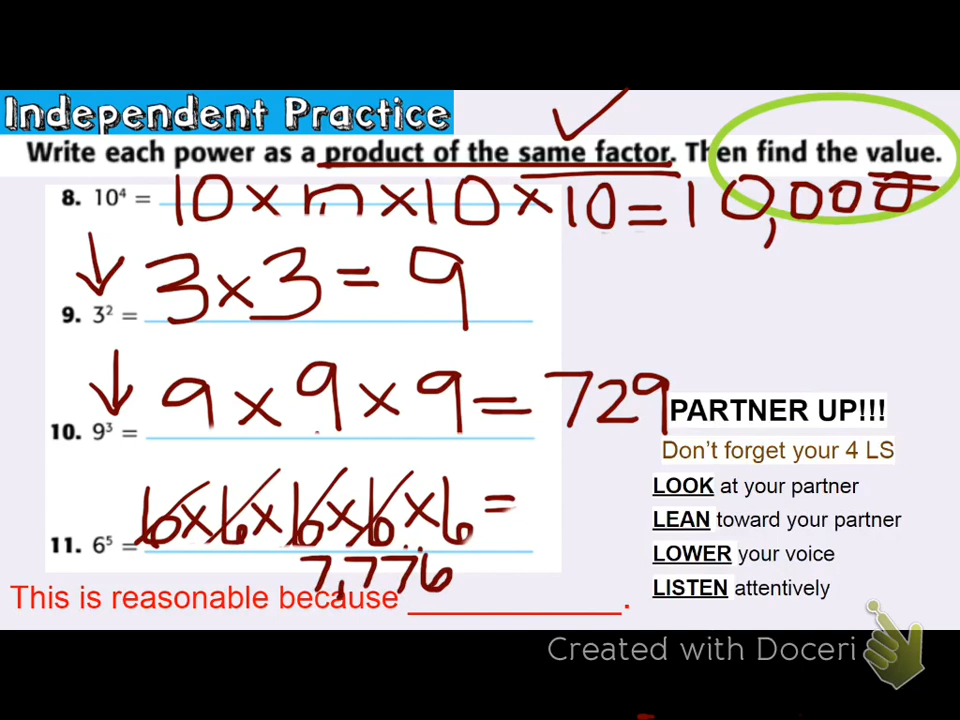 Independent Practice
Write each power as a product of the same factor. Then find the value.
8. 10⁴ = 10 × 10 × 10 = 10,000
9. 3² = 3 × 3 = 9
10. 9³ = 9 × 9 × 9 = 729
11. 6⁵ = 6 × 6 × 6 × 6 × 6 =
7,776
This is reasonable because ____________.
PARTNER UP!!!
Don't forget your 4 LS
LOOK at your partner
LEAN toward your partner
LOWER your voice
LISTEN attentively
Created with Doceri